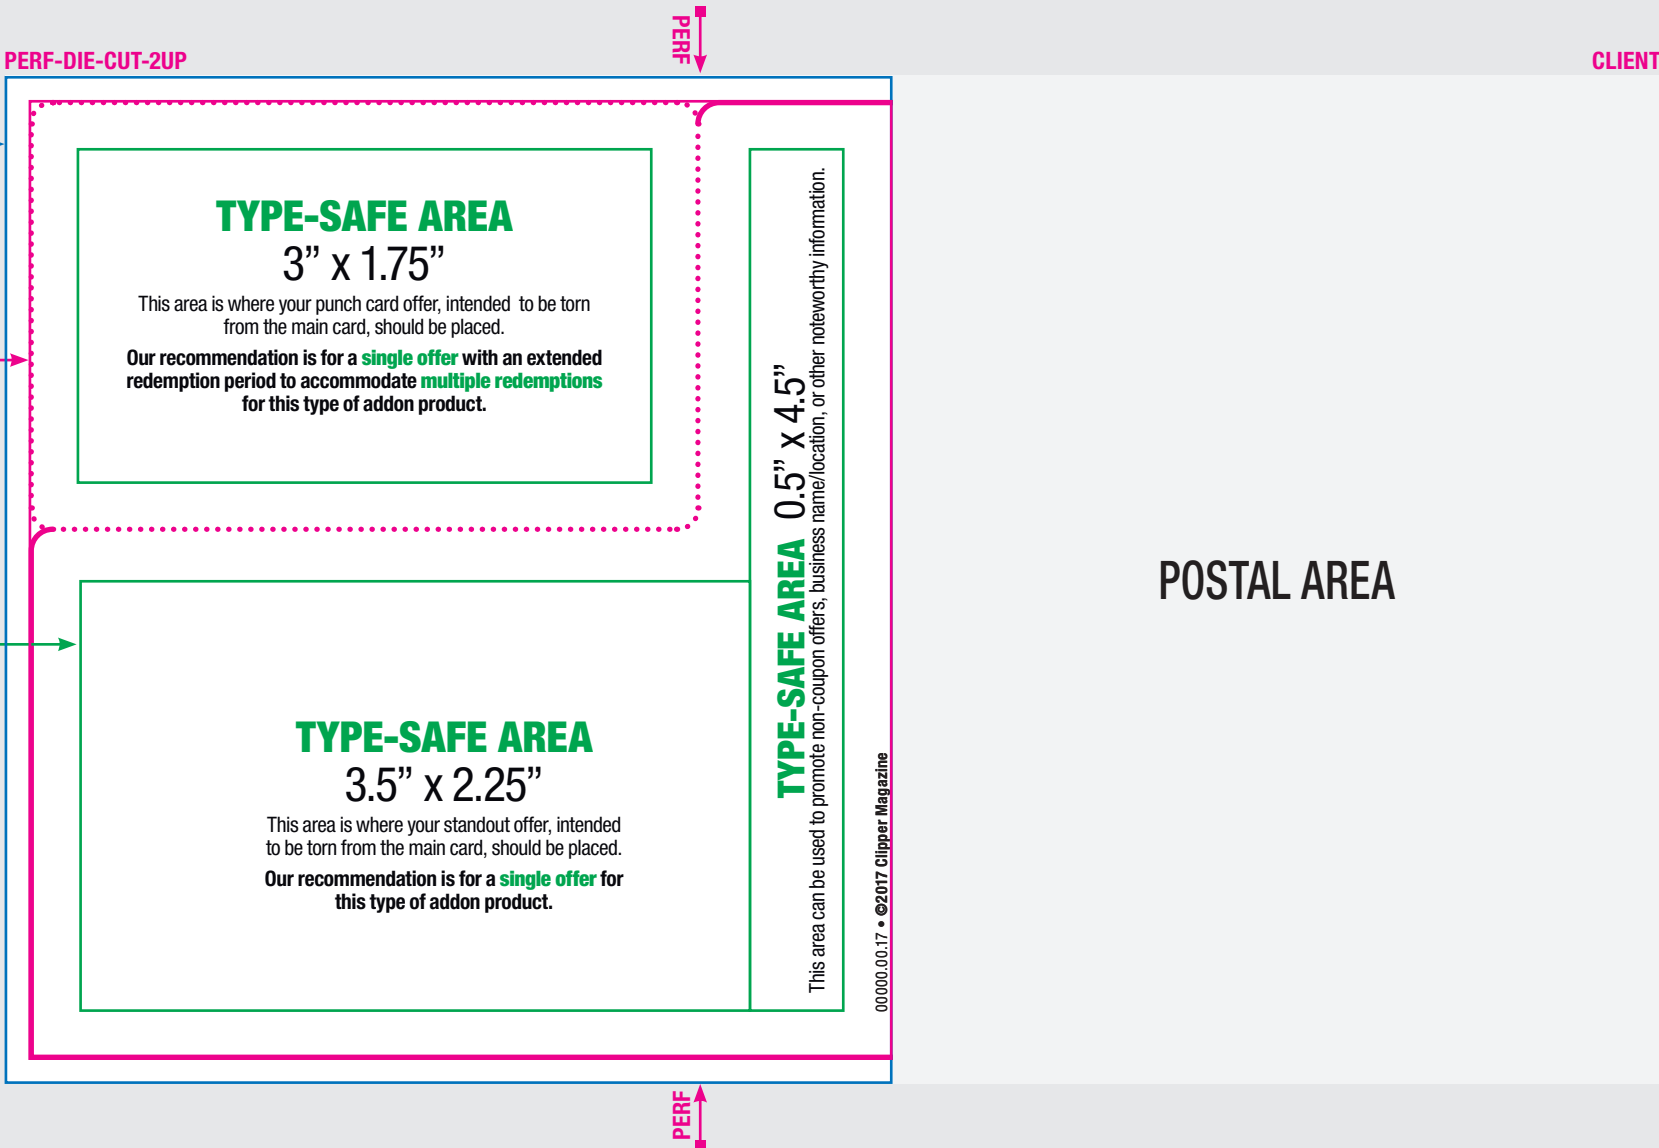 PERF
PERF-DIE-CUT-2UP
CLIENT
TYPE-SAFE AREA
3” x 1.75”
This area is where your punch card offer, intended to be torn
from the main card, should be placed.
Our recommendation is for a single offer with an extended
redemption period to accommodate multiple redemptions
for this type of addon product.
TYPE-SAFE AREA 0.5” x 4.5”
This area can be used to promote non-coupon offers, business name/location, or other noteworthy information.
TYPE-SAFE AREA
3.5” x 2.25”
This area is where your standout offer, intended
to be torn from the main card, should be placed.
Our recommendation is for a single offer for
this type of addon product.
00000.00.17 • ©2017 Clipper Magazine
POSTAL AREA
PERF